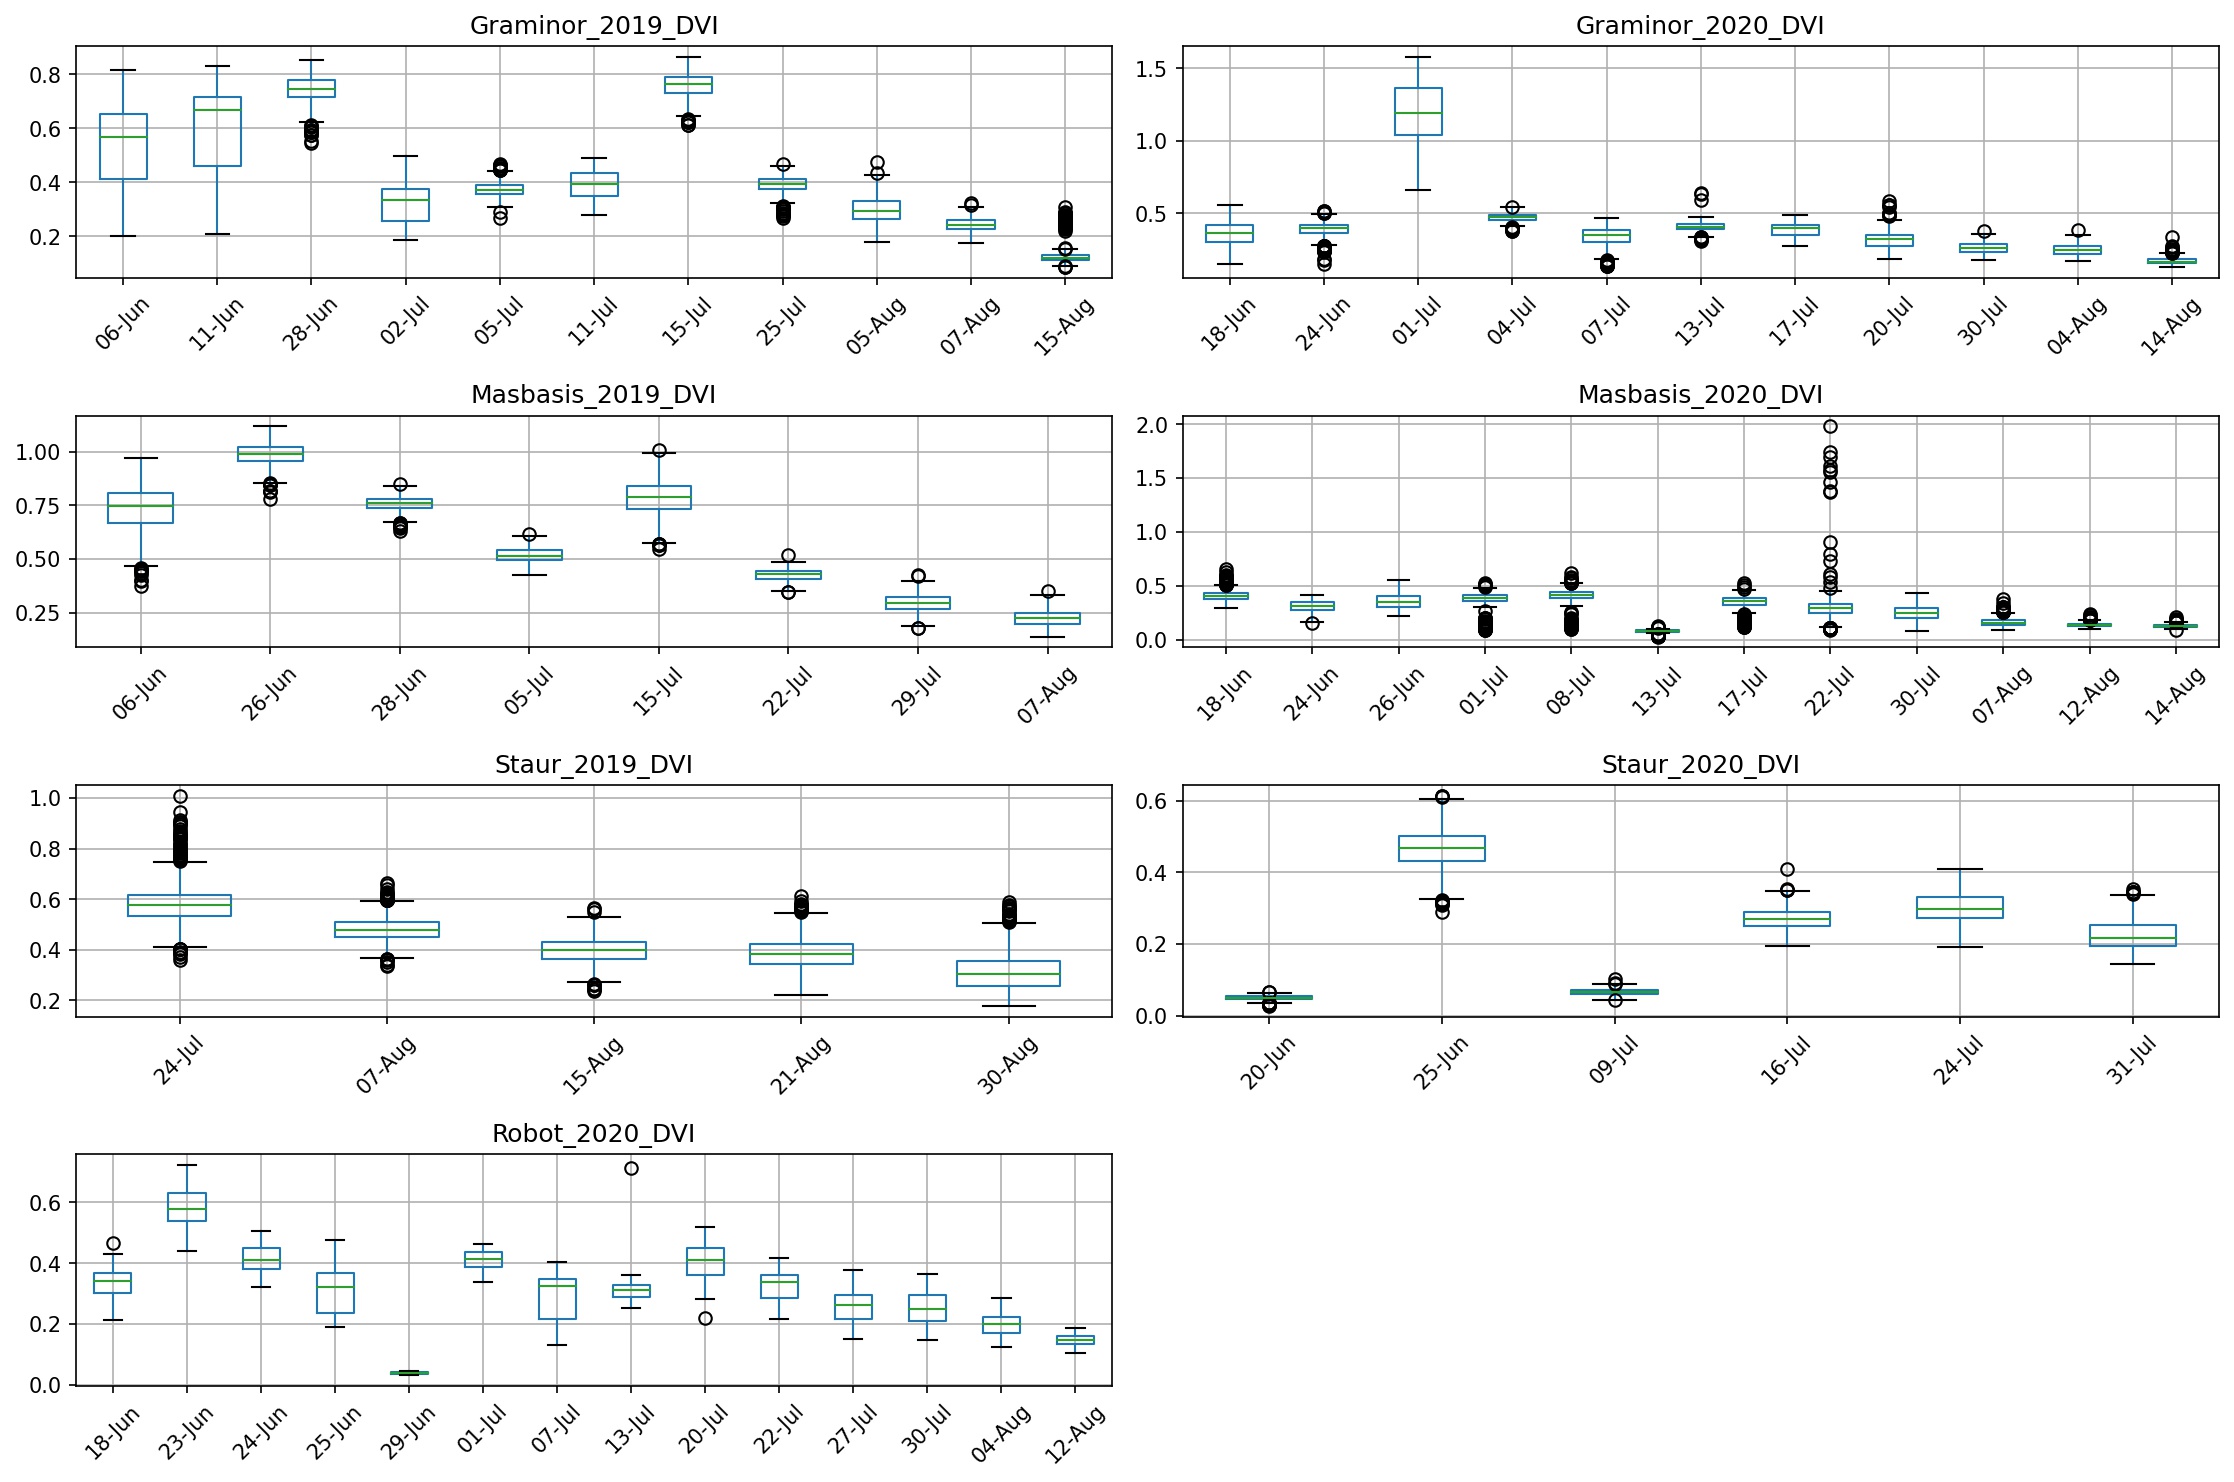 Graminor_2019_DVI
0.8
0.6
0.4
0.2
06-Jun 11-Jun 28-Jun 02-Jul 05-Jul 11-Jul 15-Jul 25-Jul 05-Aug 07-Aug 15-Aug
Graminor_2020_DVI
1.5
1.0
0.5
18-Jun 24-Jun 01-Jul 04-Jul 07-Jul 13-Jul 17-Jul 20-Jul 30-Jul 04-Aug 14-Aug
Masbasis_2019_DVI
1.00
0.75
0.50
0.25
06-Jun 26-Jun 28-Jun 05-Jul 15-Jul 22-Jul 29-Jul 07-Aug
Masbasis_2020_DVI
2.0
1.5
1.0
0.5
0.0
18-Jun 24-Jun 26-Jun 01-Jul 08-Jul 13-Jul 17-Jul 22-Jul 30-Jul 07-Aug 12-Aug 14-Aug
Staur_2019_DVI
1.0
0.8
0.6
0.4
0.2
24-Jul 07-Aug 15-Aug 21-Aug 30-Aug
Staur_2020_DVI
0.6
0.4
0.2
0.0
20-Jun 25-Jun 09-Jul 16-Jul 24-Jul 31-Jul
Robot_2020_DVI
0.6
0.4
0.2
0.0
18-Jun 23-Jun 24-Jun 25-Jun 29-Jun 01-Jul 07-Jul 13-Jul 20-Jul 22-Jul 27-Jul 30-Jul 04-Aug 12-Aug